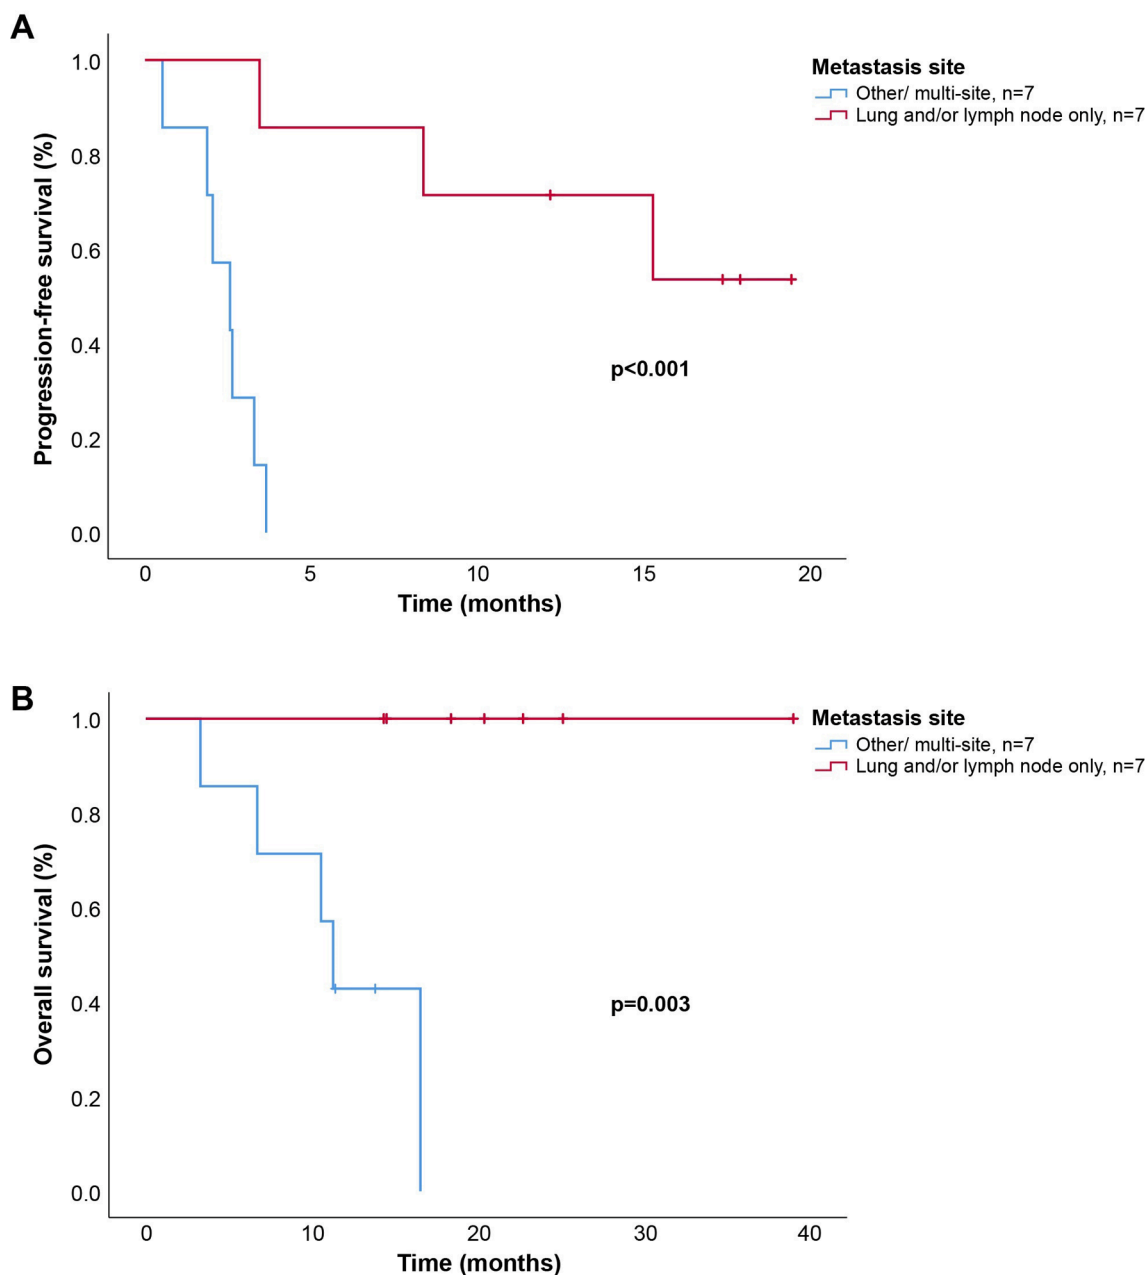 A
Metastasis site
Other/ multi-site, n=7
Lung and/or lymph node only, n=7
Progression-free survival (%)
1.0
0.8
0.6
0.4
0.2
0.0
p<0.001
0 5 10 15 20
Time (months)
B
Metastasis site
Other/ multi-site, n=7
Lung and/or lymph node only, n=7
Overall survival (%)
1.0
0.8
0.6
0.4
0.2
0.0
p=0.003
0 10 20 30 40
Time (months)